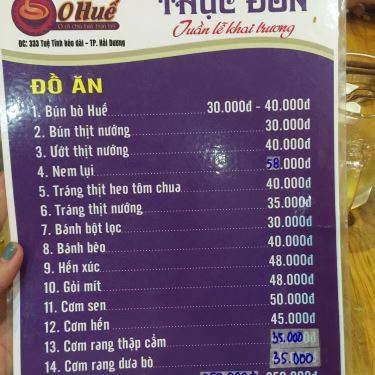 Ố Huế
THỰC ĐƠN
Tuần lễ khai trương
ĐC: 333 Tuệ Tĩnh kéo dài - TP. Hải Dương
ĐỒ ĂN
1. Bún bò Huế 30.000đ - 40.000đ
2. Bún thịt nướng 30.000đ
3. Ướt thịt nướng 40.000đ
4. Nem lụi 58.000đ
5. Tráng thịt heo tôm chua 40.000đ
6. Tráng thịt nướng 35.000đ
7. Bánh bột lọc 30.000đ
8. Bánh bèo 40.000đ
9. Hến xúc 48.000đ
10. Gỏi mít 48.000đ
11. Cơm sen 50.000đ
12. Cơm hến 45.000đ
13. Cơm rang thập cẩm 35.000
14. Cơm rang dưa bò 35.000